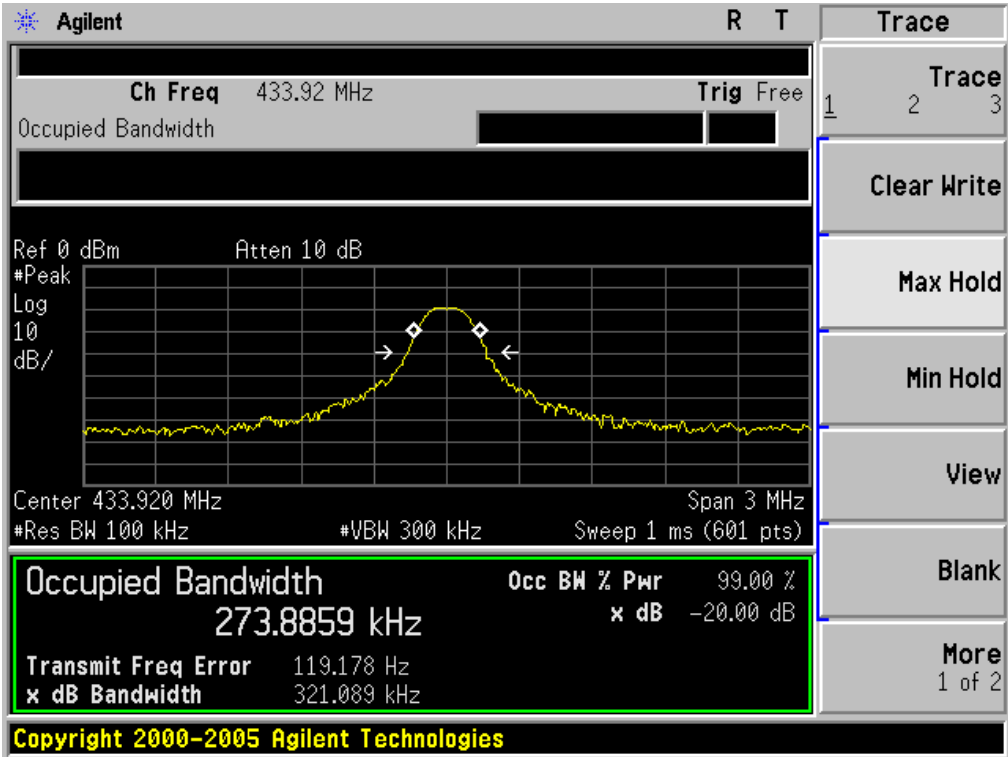 Agilent R T Trace
Ch Freq 433.92 MHz Trig Free
Occupied Bandwidth
Trace
1 2 3
Clear Write
Ref 0 dBm Atten 10 dB
#Peak
Log
10
dB/
Max Hold
Min Hold
View
Center 433.920 MHz Span 3 MHz
#Res BW 100 kHz #VBW 300 kHz Sweep 1 ms (601 pts)
Occupied Bandwidth Occ BW % Pwr 99.00 %
273.8859 kHz x dB -20.00 dB
Transmit Freq Error 119.178 Hz
x dB Bandwidth 321.089 kHz
Blank
More
1 of 2
Copyright 2000-2005 Agilent Technologies